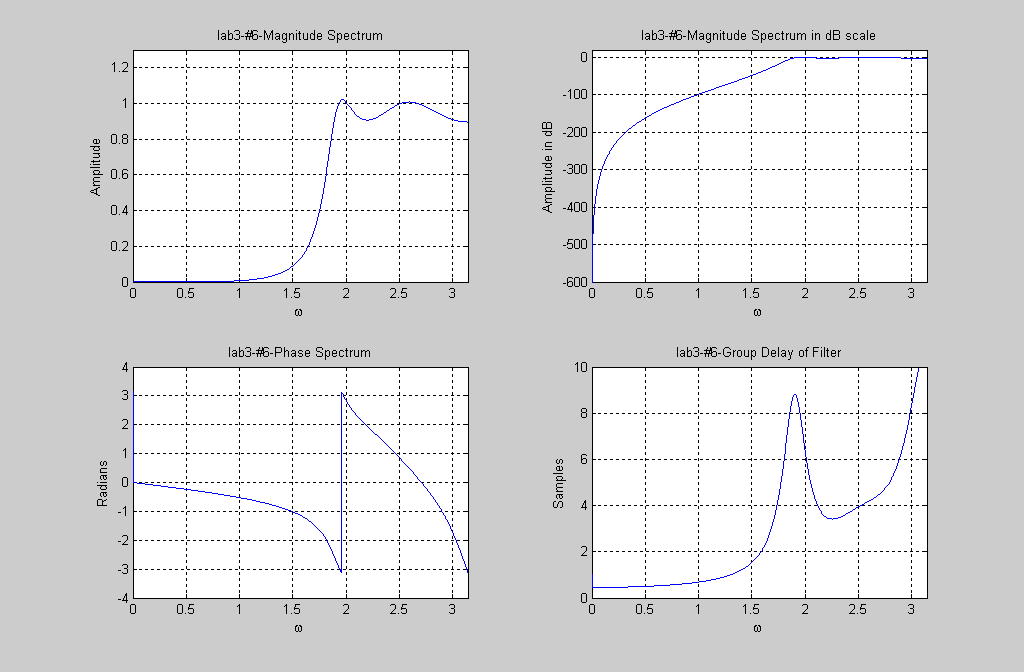 lab3-#6-Magnitude Spectrum
1.2
1
0.8
0.6
0.4
0.2
0
Amplitude
0 0.5 1 1.5 2 2.5 3
ω
lab3-#6-Magnitude Spectrum in dB scale
0
-100
-200
-300
-400
-500
-600
Amplitude in dB
0 0.5 1 1.5 2 2.5 3
ω
lab3-#6-Phase Spectrum
4
3
2
1
0
-1
-2
-3
-4
Radians
0 0.5 1 1.5 2 2.5 3
ω
lab3-#6-Group Delay of Filter
10
8
6
4
2
0
Samples
0 0.5 1 1.5 2 2.5 3
ω